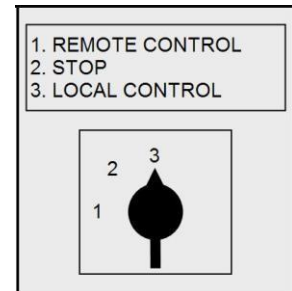 1. REMOTE CONTROL
2. STOP
3. LOCAL CONTROL
3
2
1